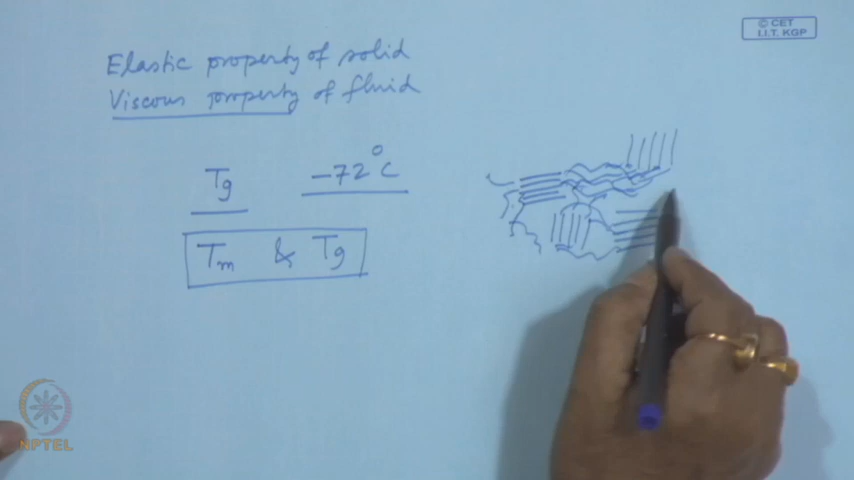 © CET
I.I.T. KGP
Elastic property of solid
Viscous property of fluid
Tg -72°C
Tm & Tg
NPTEL